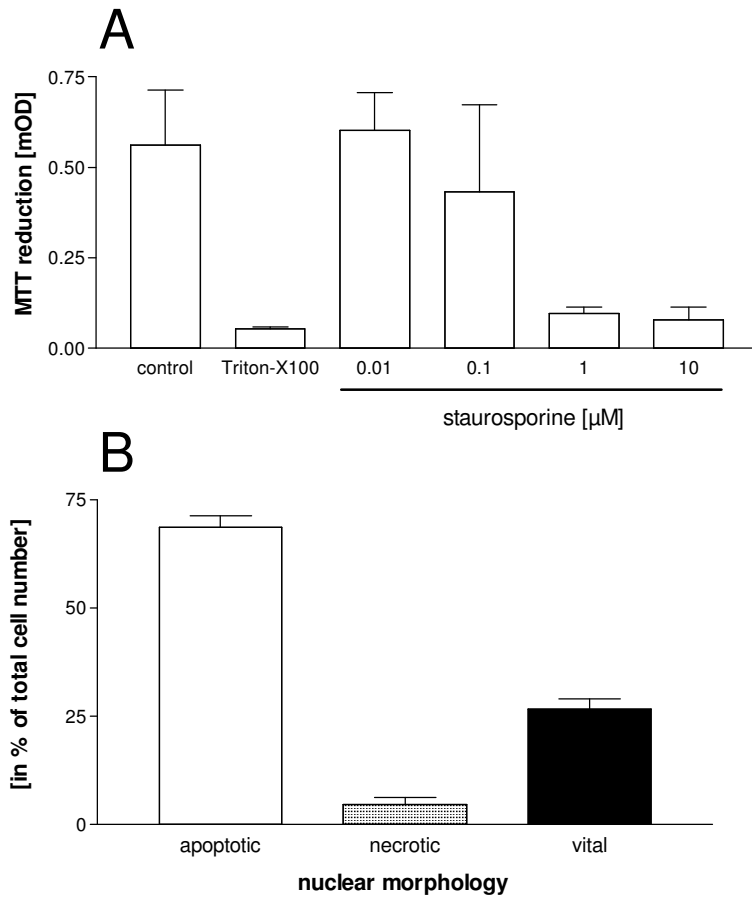 A
MTT reduction [mOD]
0.75
0.50
0.25
0.00
control Triton-X100 0.01 0.1 1 10
staurosporine [µM]
B
[in % of total cell number]
75
50
25
0
apoptotic necrotic vital
nuclear morphology